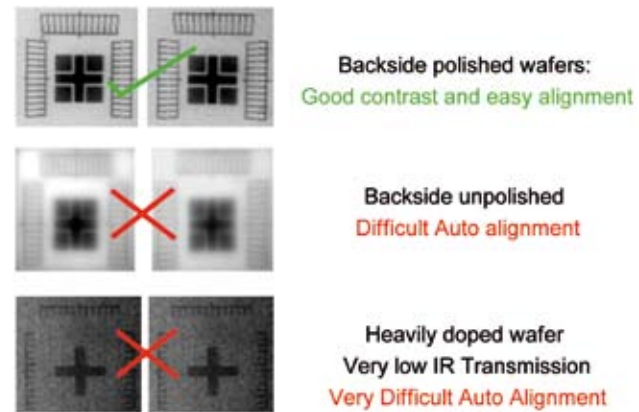 Backside polished wafers:
Good contrast and easy alignment
Backside unpolished
Difficult Auto alignment
Heavily doped wafer
Very low IR Transmission
Very Difficult Auto Alignment